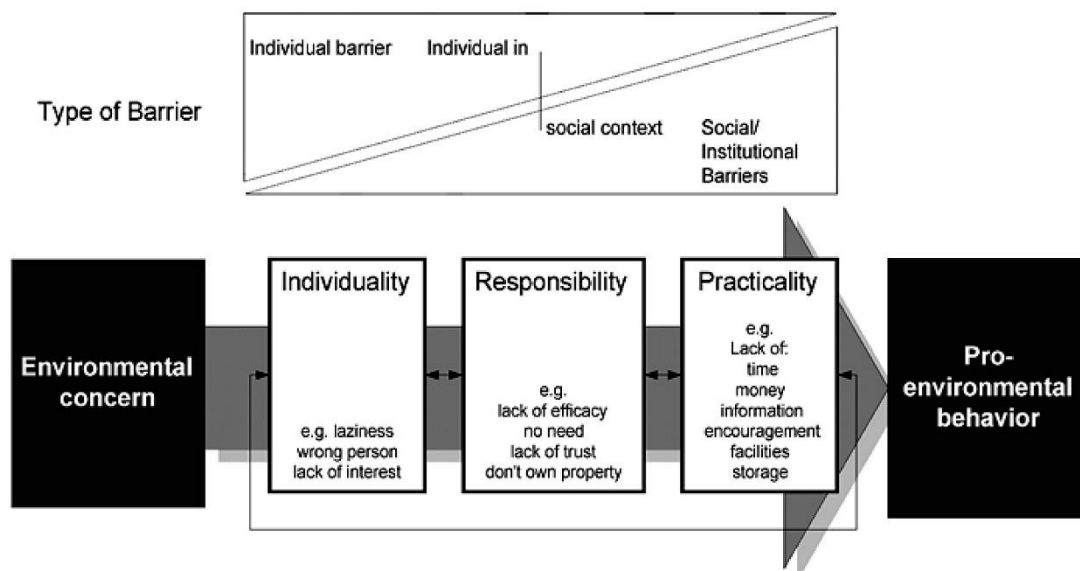 Individual barrier
Individual in
Type of Barrier
social context
Social/
Institutional
Barriers
Environmental
concern
Individuality
e.g. laziness
wrong person
lack of interest
Responsibility
e.g.
lack of efficacy
no need
lack of trust
don't own property
Practicality
e.g.
Lack of:
time
money
information
encouragement
facilities
storage
Pro-
environmental
behavior